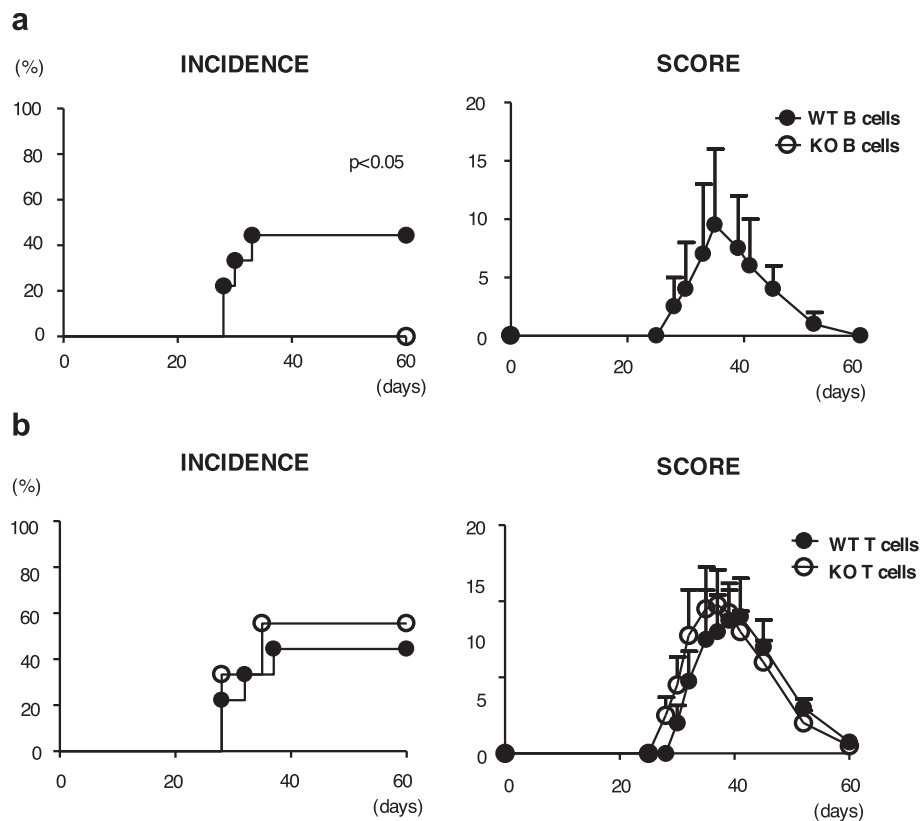 a
INCIDENCE
(%)
100
80
60
40
20
0
p<0.05
0 20 40 60
(days)
SCORE
20
15
10
5
0
WT B cells
KO B cells
0 20 40 60
(days)
b
INCIDENCE
(%)
100
80
60
40
20
0
0 20 40 60
(days)
SCORE
20
15
10
5
0
WT T cells
KO T cells
0 20 40 60
(days)